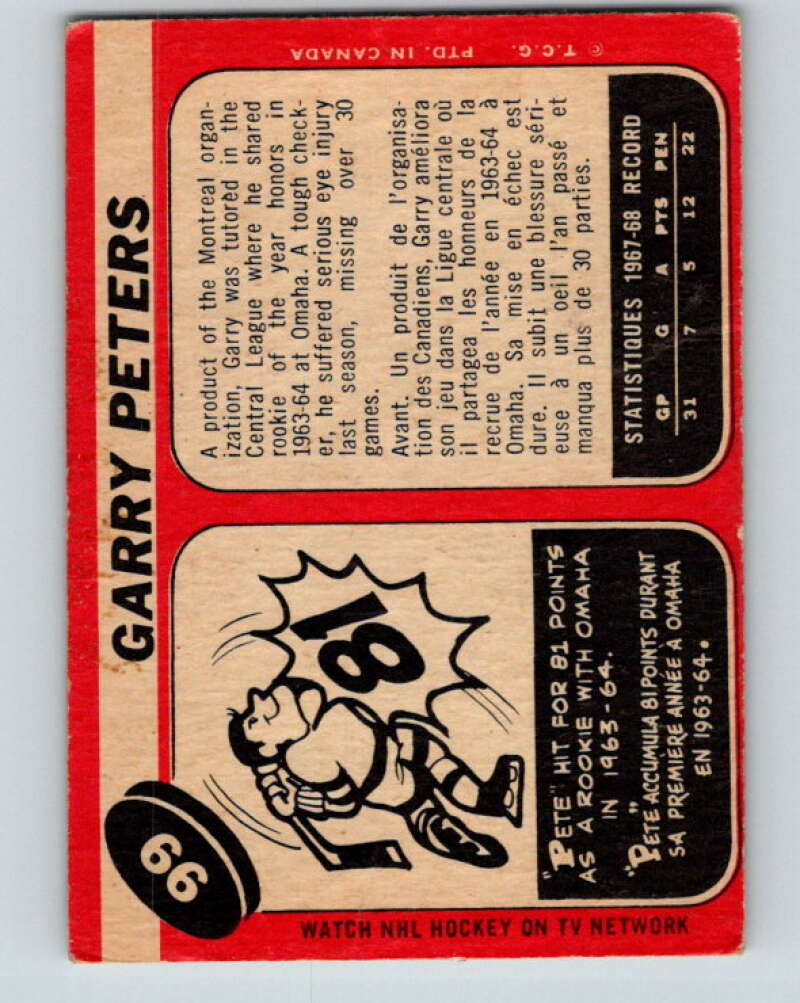 99
GARRY PETERS
A product of the Montreal organ-
ization, Garry was tutored in the
Central League where he shared
rookie of the year honors in
1963-64 at Omaha. A tough check-
er, he suffered serious eye injury
last season, missing over 30
games.
Avant. Un produit de l'organisa-
tion des Canadiens, Garry améliora
son jeu dans la Ligue centrale où
il partagea les honneurs de la
recrue de l'année en 1963-64 à
Omaha. Sa mise en échec est
dure. Il subit une blessure séri-
euse à un oeil l'an passé et
manqua plus de 30 parties.
STATISTIQUES 1967-68 RECORD
GP G A PTS PEN
31 7 5 12 22
81
"PETE" HIT FOR 81 POINTS
AS A ROOKIE WITH OMAHA
IN 1963-64.
"PETE" ACCUMULA 81 POINTS DURANT
SA PREMIÈRE ANNÉE À OMAHA
EN 1963-64.
WATCH NHL HOCKEY ON TV NETWORK
© T.C.G. PTD. IN CANADA